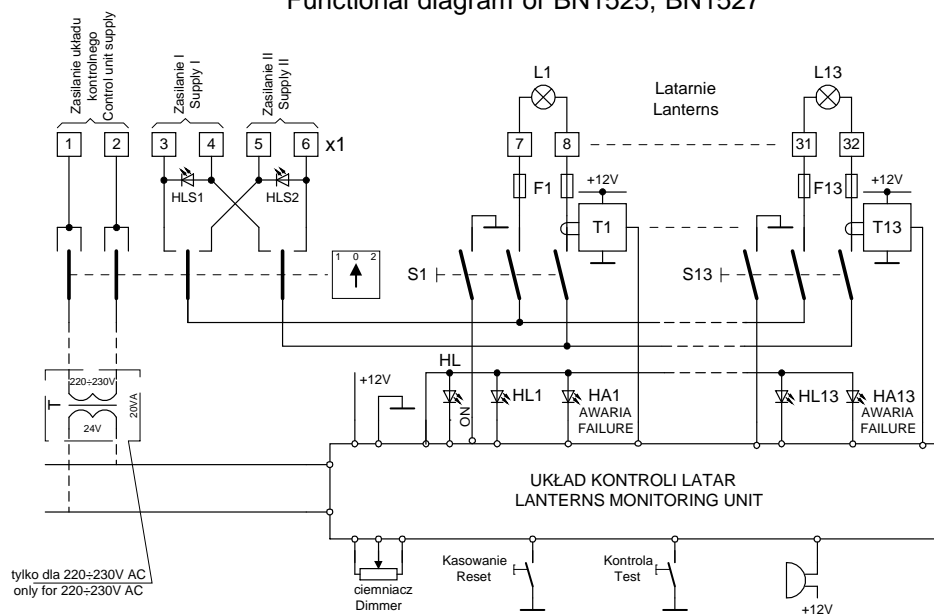 Functional diagram of BN1525, BN1527
Zasilanie układu
kontrolnego
Control unit supply
Zasilanie I
Supply I
Zasilanie II
Supply II
1
2
3
4
5
6
x1
HLS1
HLS2
L1
Latarnie
Lanterns
L13
7
8
31
32
F1
+12V
T1
F13
+12V
T13
1 0 2
S1
S13
HL
+12V
ON
HL1
HA1
AWARIA
FAILURE
HL13
HA13
AWARIA
FAILURE
220÷230V
T
24V
20VA
UKŁAD KONTROLI LATAR
LANTERNS MONITORING UNIT
tylko dla 220÷230V AC
only for 220÷230V AC
ciemniacz
Dimmer
Kasowanie
Reset
Kontrola
Test
+12V